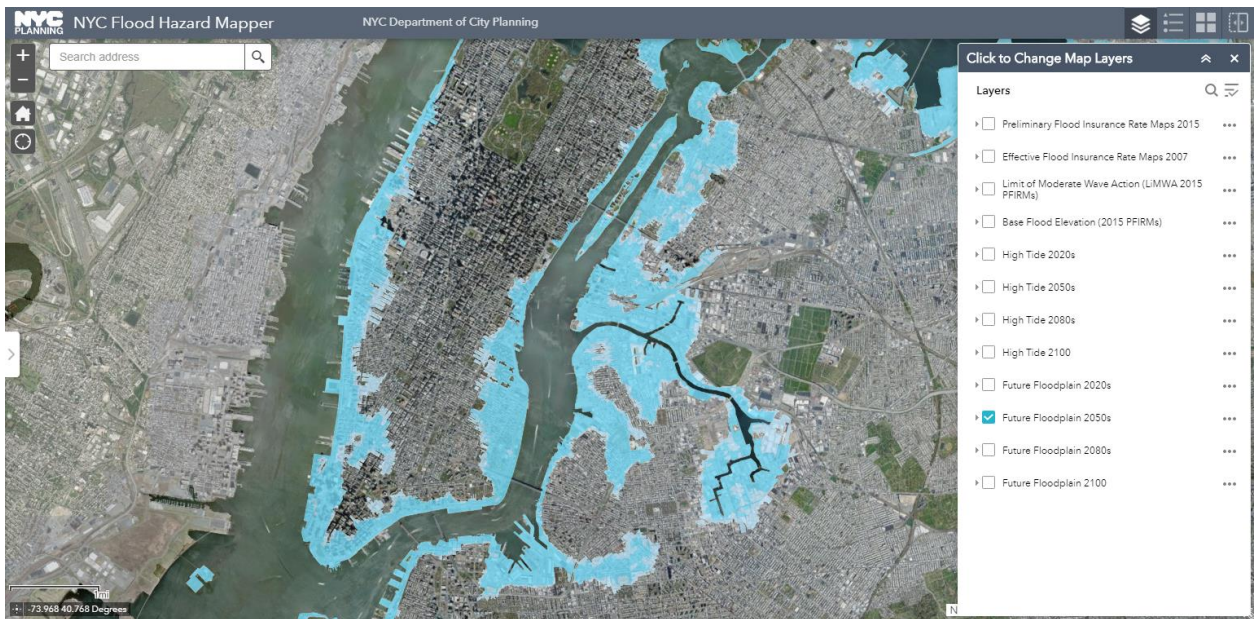 NYC
PLANNING
NYC Flood Hazard Mapper
NYC Department of City Planning
Search address
Click to Change Map Layers
Layers
Preliminary Flood Insurance Rate Maps 2015
Effective Flood Insurance Rate Maps 2007
Limit of Moderate Wave Action (LiMWA 2015
PFIRMs)
Base Flood Elevation (2015 PFIRMs)
High Tide 2020s
High Tide 2050s
High Tide 2080s
High Tide 2100
Future Floodplain 2020s
Future Floodplain 2050s
Future Floodplain 2080s
Future Floodplain 2100
1mi
-73.968 40.768 Degrees
N